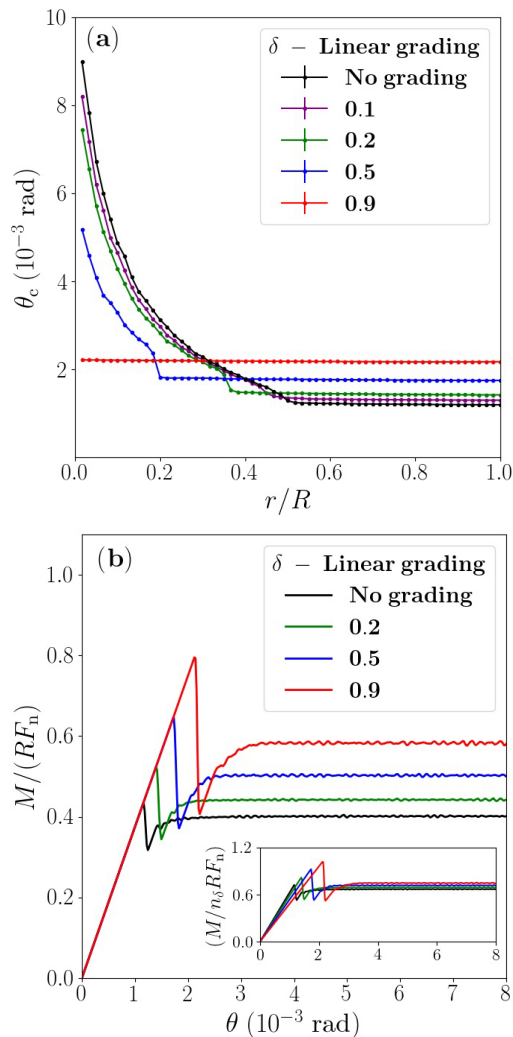 (a)
δ − Linear grading
No grading
0.1
0.2
0.5
0.9
10
8
6
4
2
θc (10⁻³ rad)
0.0 0.2 0.4 0.6 0.8 1.0
r/R
(b)
δ − Linear grading
No grading
0.2
0.5
0.9
1.0
0.8
0.6
0.4
0.2
0.0
M/(RFn)
(M/nδRFn)
1.2
0.6
0.0
0 2 4 6 8
0 1 2 3 4 5 6 7 8
θ (10⁻³ rad)